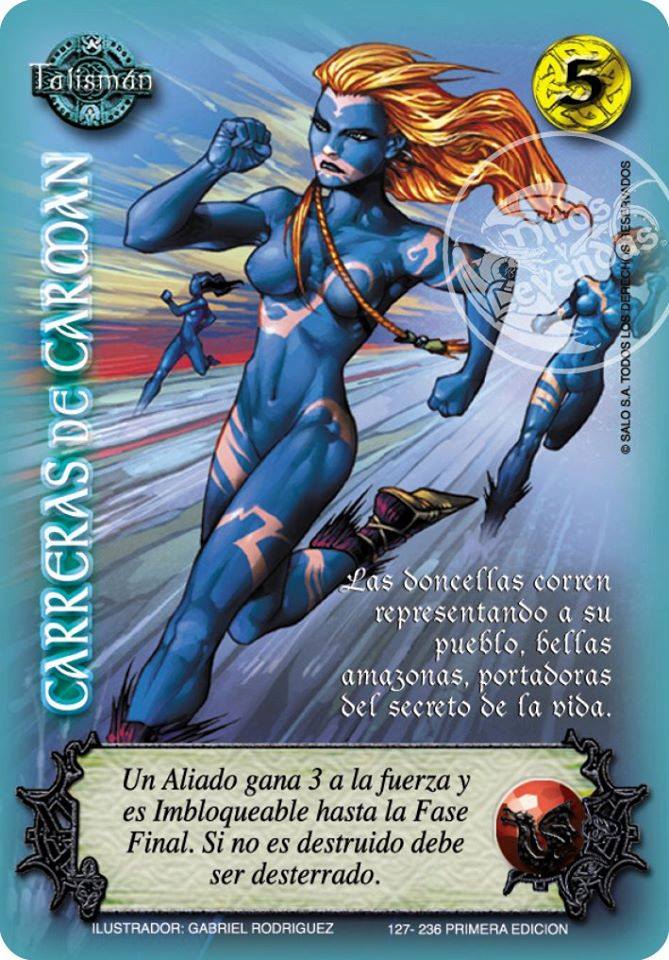 Talismán
5
CARRERAS DE CARMAN
Mitos
y
Leyendas
© SALO S.A. TODOS LOS DERECHOS RESERVADOS
Las doncellas corren
representando a su
pueblo, bellas
amazonas, portadoras
del secreto de la vida.
Un Aliado gana 3 a la fuerza y
es Imbloqueable hasta la Fase
Final. Si no es destruido debe
ser desterrado.
ILUSTRADOR: GABRIEL RODRIGUEZ 127- 236 PRIMERA EDICION